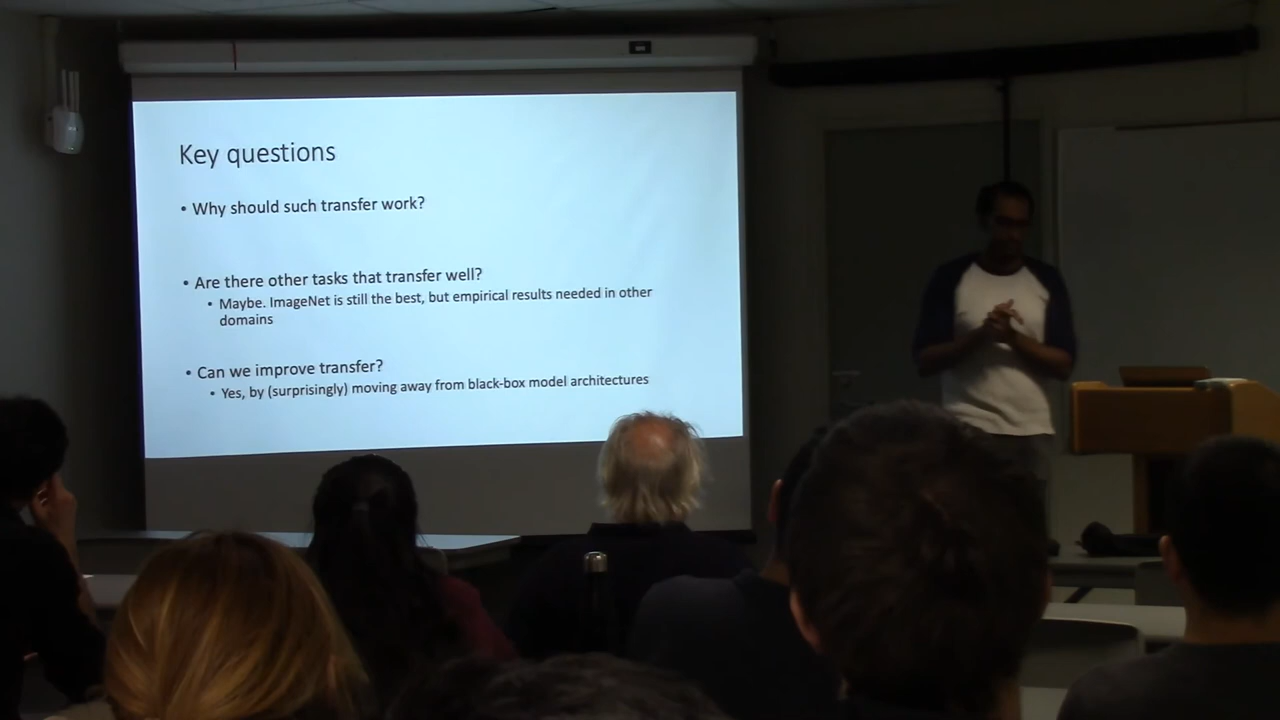 Key questions
• Why should such transfer work?
• Are there other tasks that transfer well?
• Maybe. ImageNet is still the best, but empirical results needed in other
domains
• Can we improve transfer?
• Yes, by (surprisingly) moving away from black-box model architectures